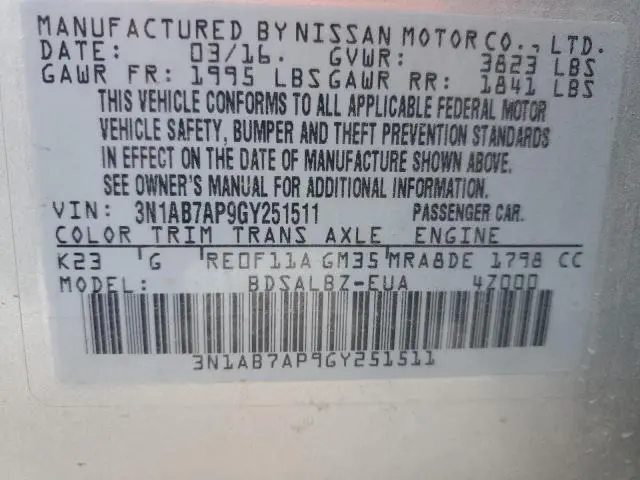 MANUFACTURED BY NISSAN MOTOR CO., LTD.
DATE: 03/16. GVWR: 3823 LBS
GAWR FR: 1995 LBS GAWR RR: 1841 LBS
THIS VEHICLE CONFORMS TO ALL APPLICABLE FEDERAL MOTOR
VEHICLE SAFETY, BUMPER AND THEFT PREVENTION STANDARDS
IN EFFECT ON THE DATE OF MANUFACTURE SHOWN ABOVE.
SEE OWNER'S MANUAL FOR ADDITIONAL INFORMATION.
VIN: 3N1AB7AP9GY251511 PASSENGER CAR.
COLOR TRIM TRANS AXLE ENGINE
K23 G RE0F11A GM35 MRA8DE 1798 CC
MODEL: BDSALBZ-EUA 4Z000
3N1AB7AP9GY251511